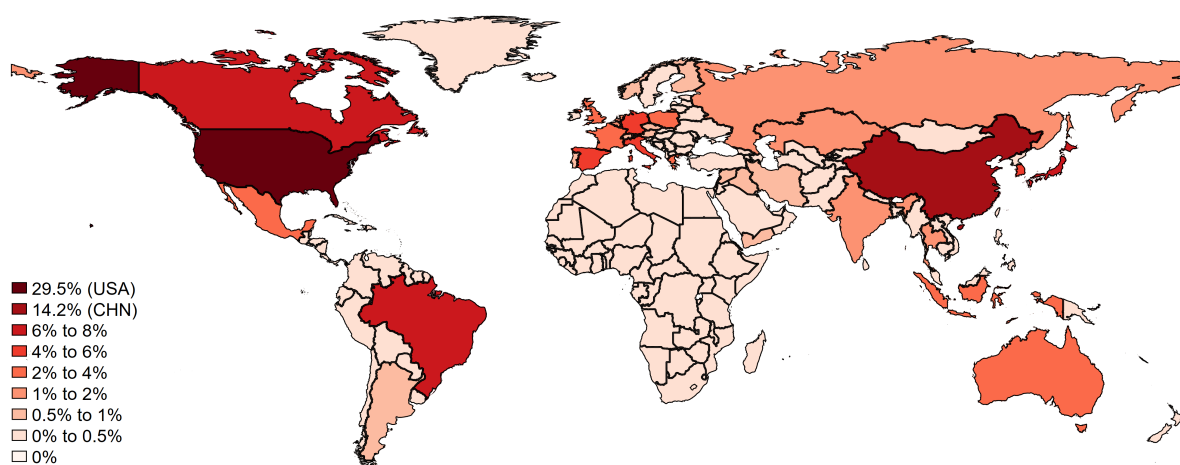 29.5% (USA)
14.2% (CHN)
6% to 8%
4% to 6%
2% to 4%
1% to 2%
0.5% to 1%
0% to 0.5%
0%